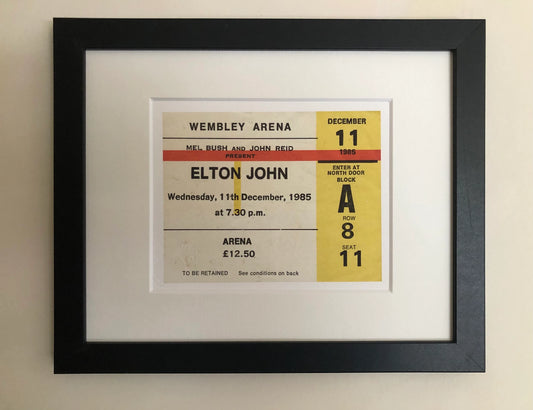 WEMBLEY ARENA
MEL BUSH AND JOHN REID
PRESENT
ELTON JOHN
Wednesday, 11th December, 1985
at 7.30 p.m.
ARENA
£12.50
TO BE RETAINED See conditions on back
DECEMBER
11
1985
ENTER AT
NORTH DOOR
BLOCK
A
ROW
8
SEAT
11